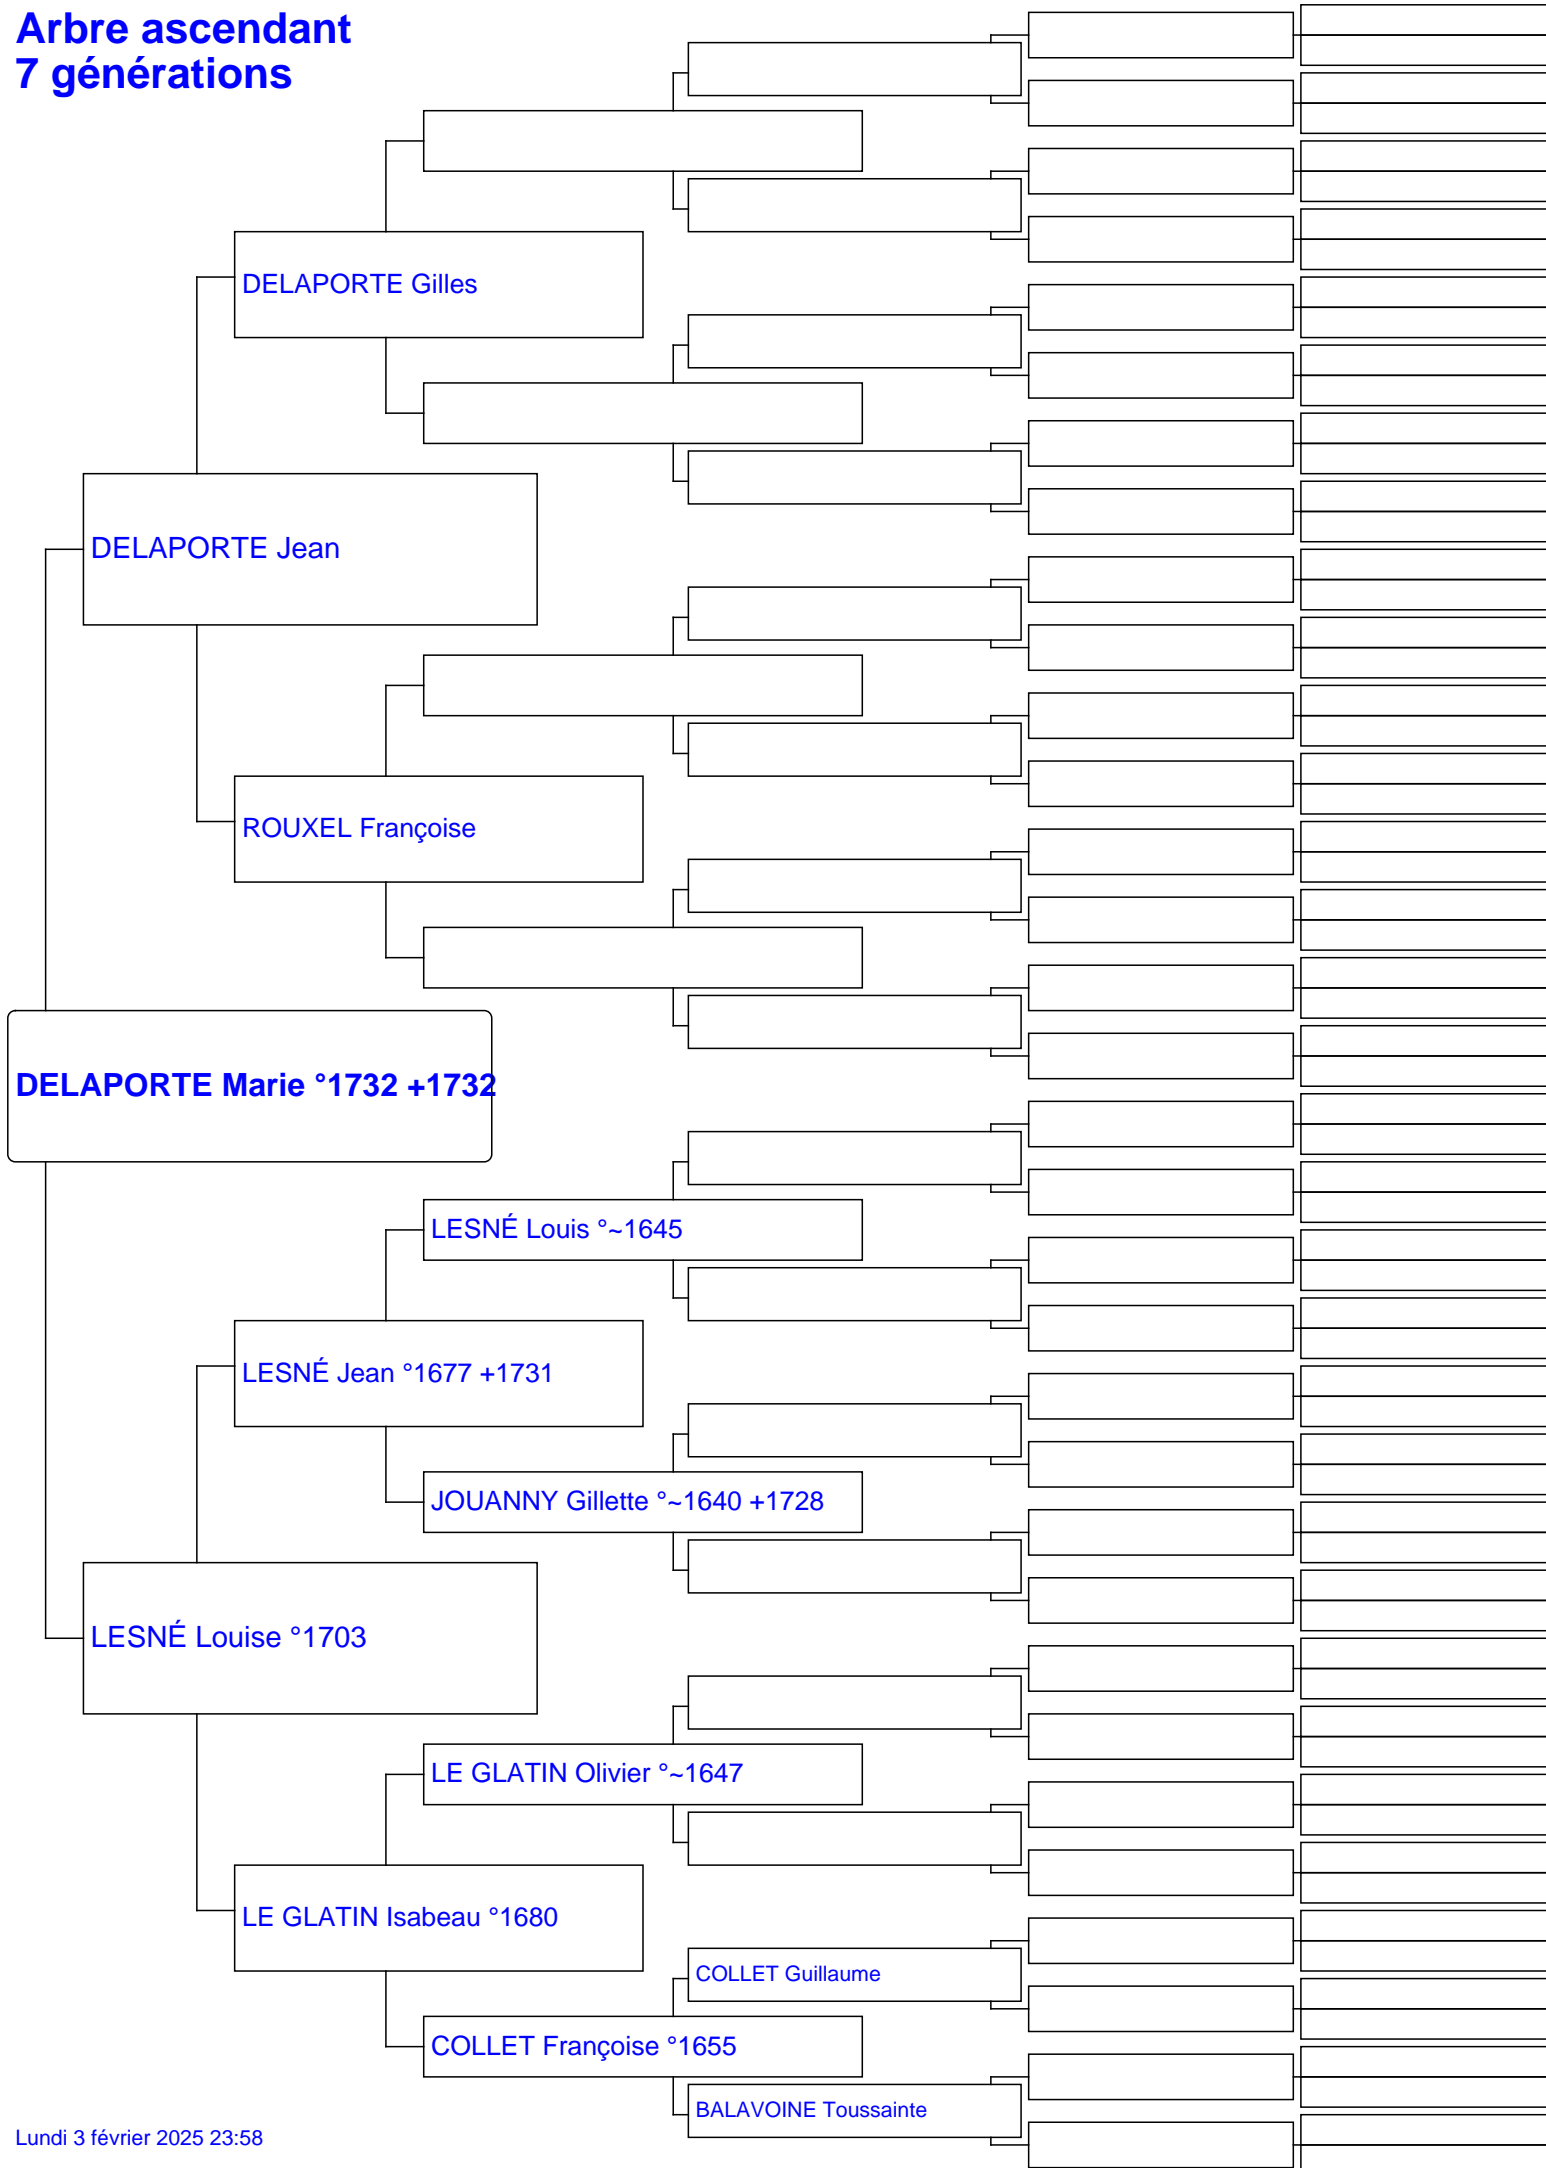 Arbre ascendant
7 générations
DELAPORTE Gilles
DELAPORTE Jean
ROUXEL Françoise
DELAPORTE Marie °1732 +1732
LESNÉ Louis °~1645
LESNÉ Jean °1677 +1731
JOUANNY Gillette °~1640 +1728
LESNÉ Louise °1703
LE GLATIN Olivier °~1647
LE GLATIN Isabeau °1680
COLLET Guillaume
COLLET Françoise °1655
BALAVOINE Toussainte
Lundi 3 février 2025 23:58